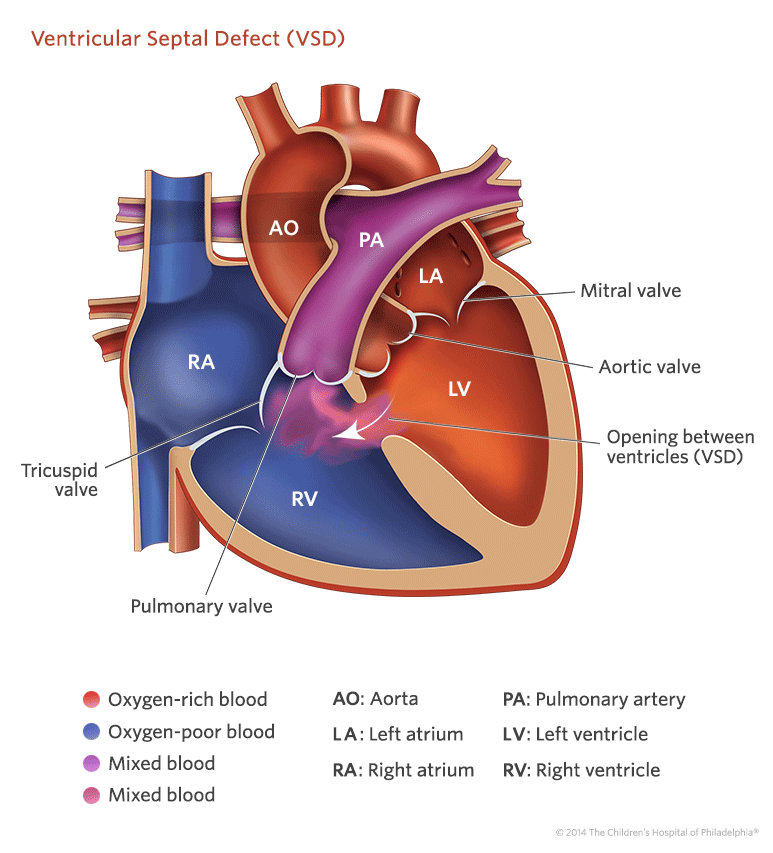 Ventricular Septal Defect (VSD)
AO
PA
LA
Mitral valve
RA
Aortic valve
LV
Opening between
ventricles (VSD)
Tricuspid
valve
RV
Pulmonary valve
Oxygen-rich blood
AO: Aorta
PA: Pulmonary artery
Oxygen-poor blood
LA: Left atrium
LV: Left ventricle
Mixed blood
RA: Right atrium
RV: Right ventricle
Mixed blood
© 2014 The Children's Hospital of Philadelphia®